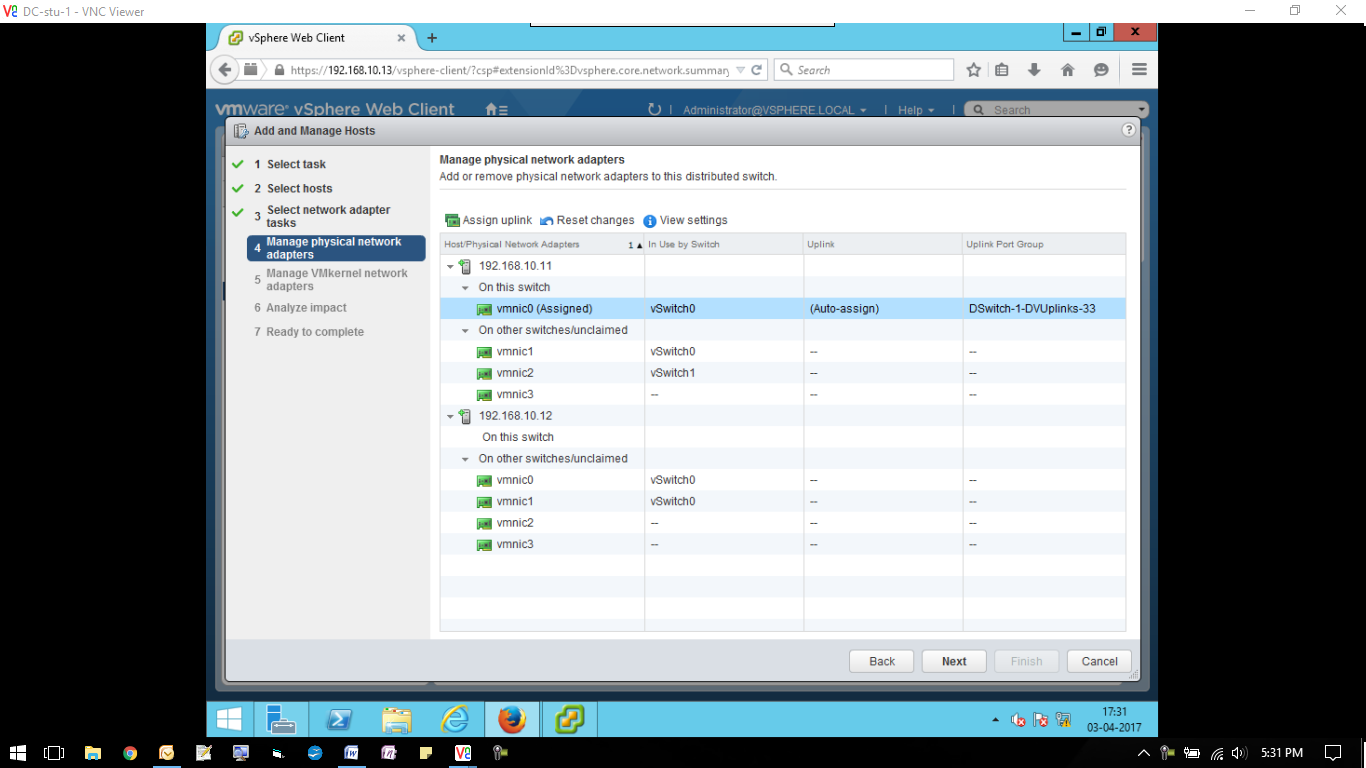 DC-stu-1 - VNC Viewer
vSphere Web Client
https://192.168.10.13/vsphere-client/?csp#extensionId%3Dvsphere.core.network.summary
Search
vmware® vSphere Web Client
Administrator@VSPHERE.LOCAL
Help
Search
Add and Manage Hosts
1 Select task
2 Select hosts
3 Select network adapter
tasks
4 Manage physical network
adapters
5 Manage VMkernel network
adapters
6 Analyze impact
7 Ready to complete
Manage physical network adapters
Add or remove physical network adapters to this distributed switch.
Assign uplink Reset changes View settings
Host/Physical Network Adapters 1 ▲ In Use by Switch Uplink Uplink Port Group
192.168.10.11
On this switch
vmnic0 (Assigned) vSwitch0 (Auto-assign) DSwitch-1-DVUplinks-33
On other switches/unclaimed
vmnic1 vSwitch0 -- --
vmnic2 vSwitch1 -- --
vmnic3 -- -- --
192.168.10.12
On this switch
On other switches/unclaimed
vmnic0 vSwitch0 -- --
vmnic1 vSwitch0 -- --
vmnic2 -- -- --
vmnic3 -- -- --
Back Next Finish Cancel
17:31
03-04-2017
5:31 PM